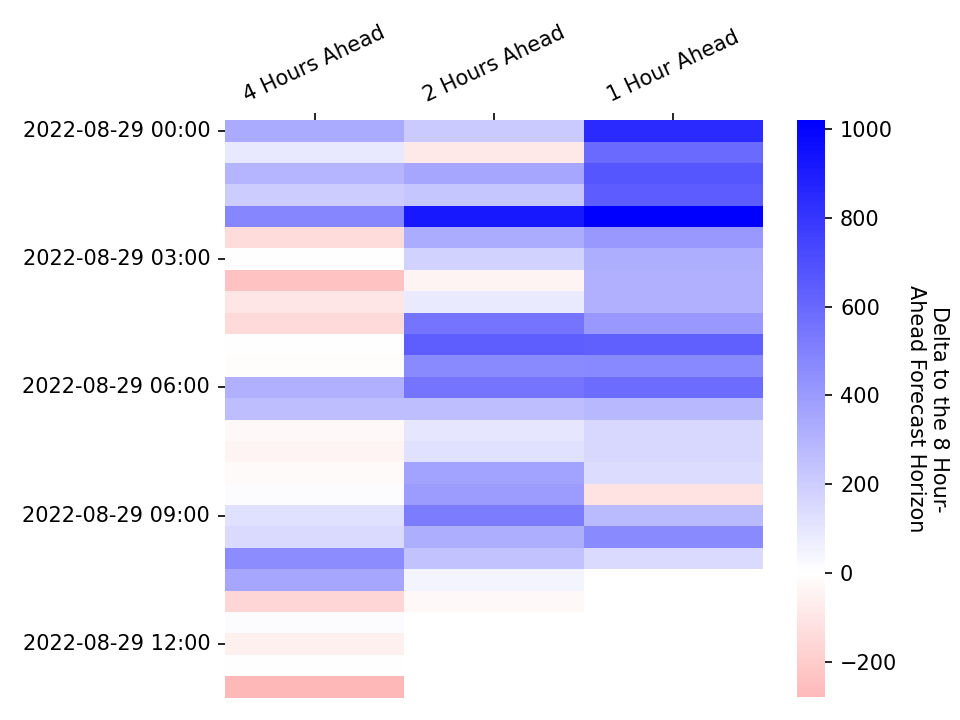 4 Hours Ahead
2 Hours Ahead
1 Hour Ahead
2022-08-29 00:00
2022-08-29 03:00
2022-08-29 06:00
2022-08-29 09:00
2022-08-29 12:00
1000
800
600
400
200
0
−200
Delta to the 8 Hour-
Ahead Forecast Horizon